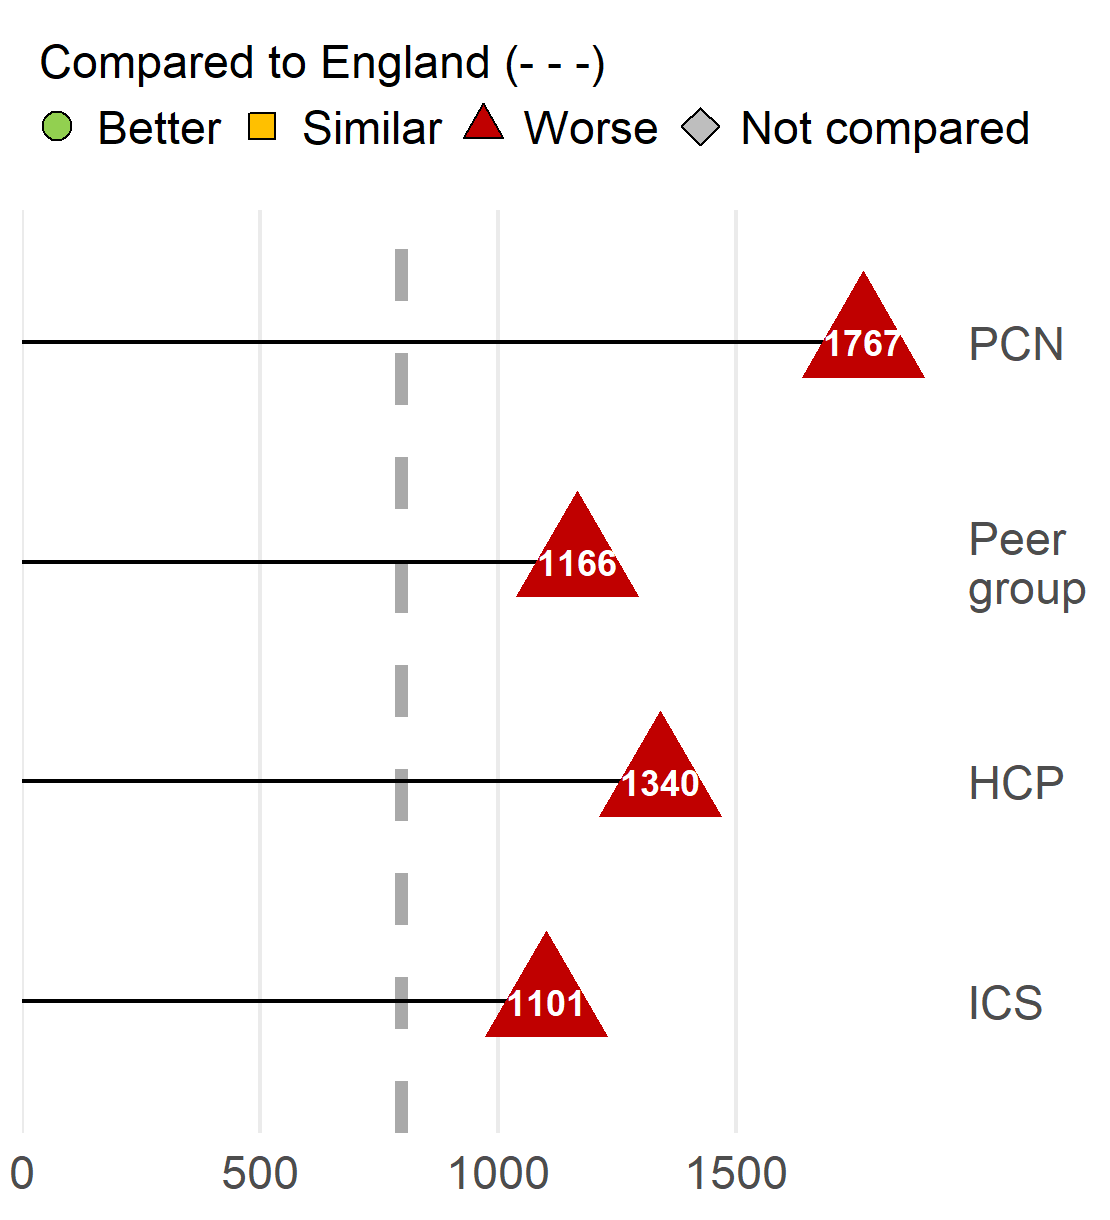 Compared to England (- - -)
Better Similar Worse Not compared
1767 PCN
Peer
1166
group
1340 HCP
1101 ICS
0 500 1000 1500